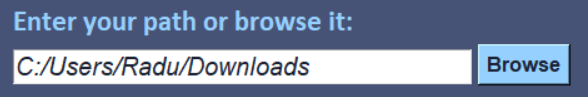 Enter your path or browse it:
C:/Users/Radu/Downloads
Browse